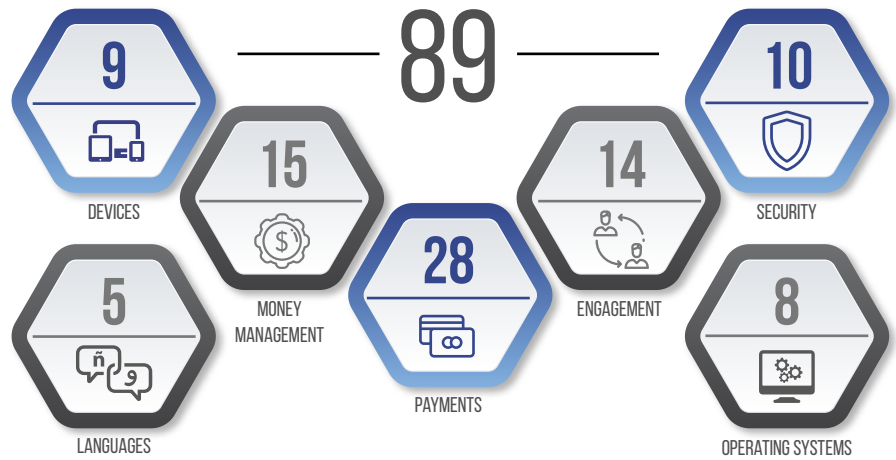 89
9
DEVICES
15
MONEY
MANAGEMENT
28
PAYMENTS
14
ENGAGEMENT
10
SECURITY
5
ñ
و
LANGUAGES
8
OPERATING SYSTEMS